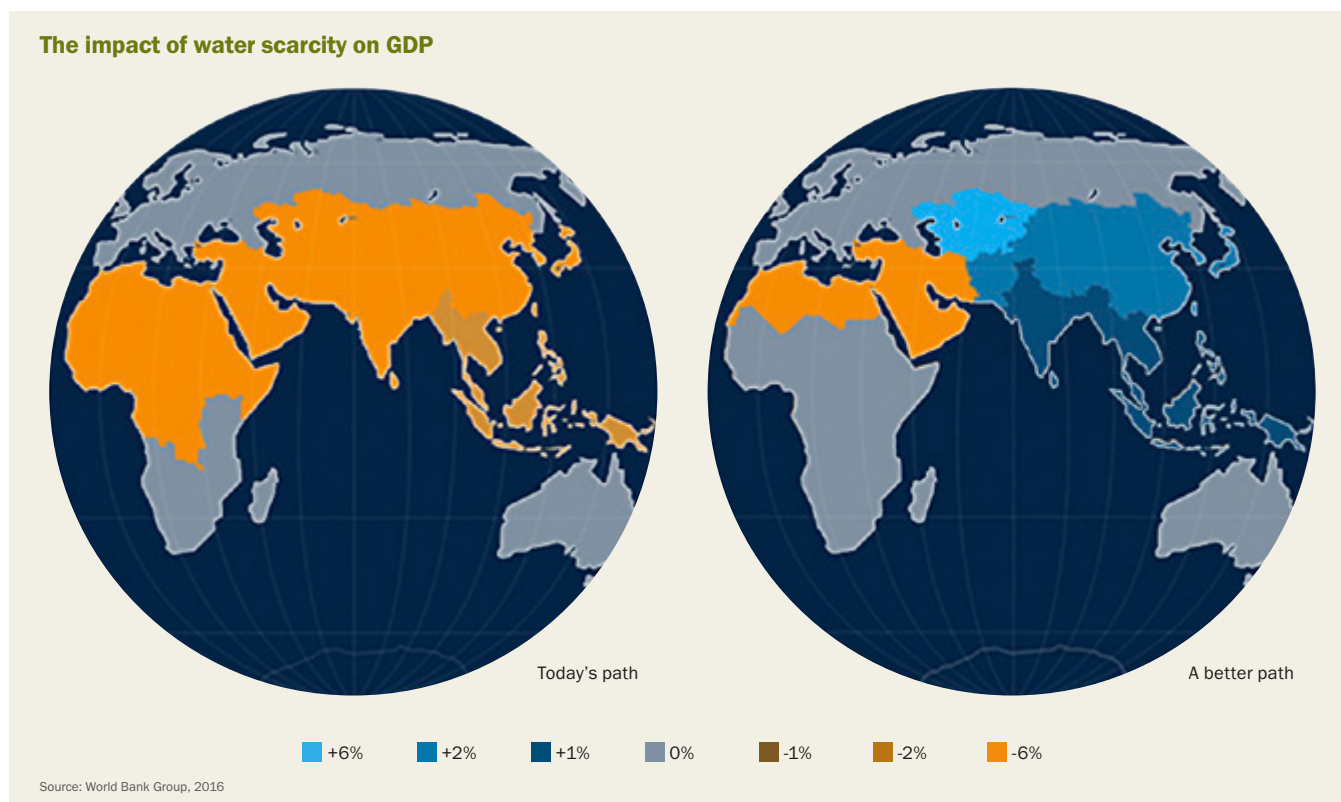 The impact of water scarcity on GDP
Today's path
A better path
+6% +2% +1% 0% -1% -2% -6%
Source: World Bank Group, 2016